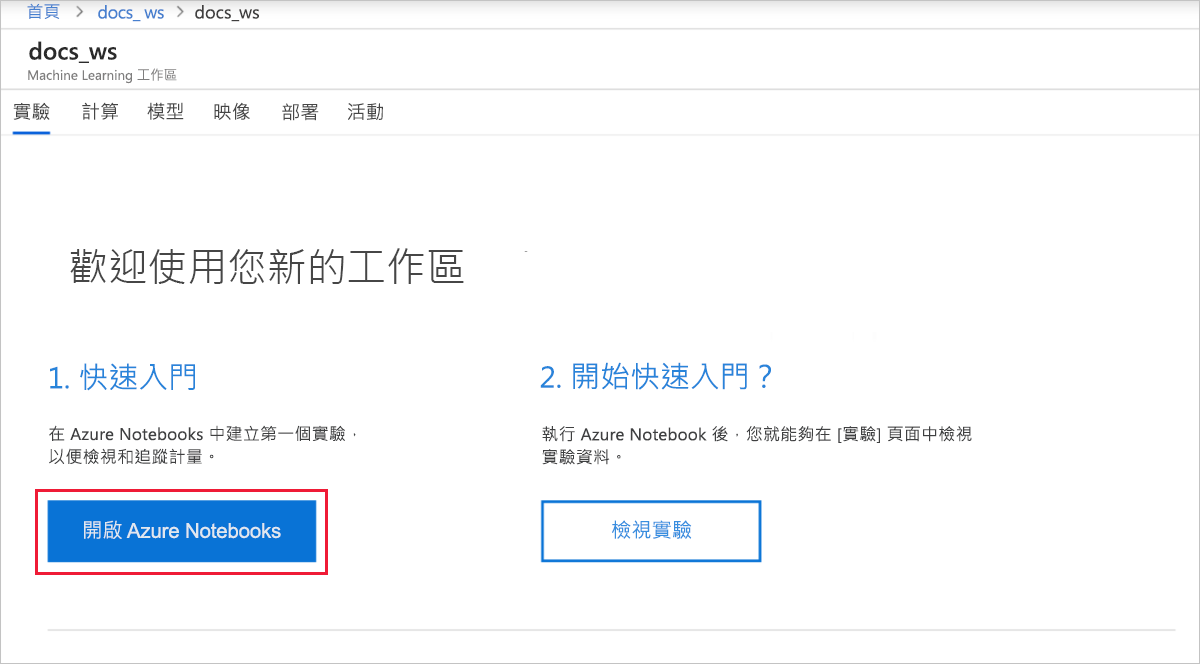 首頁 > docs_ ws > docs_ws
docs_ws
Machine Learning 工作區
實驗 計算 模型 映像 部署 活動
歡迎使用您新的工作區
1. 快速入門
在 Azure Notebooks 中建立第一個實驗，
以便檢視和追蹤計量。
開啟 Azure Notebooks
2. 開始快速入門？
執行 Azure Notebook 後，您就能夠在 [實驗] 頁面中檢視
實驗資料。
檢視實驗